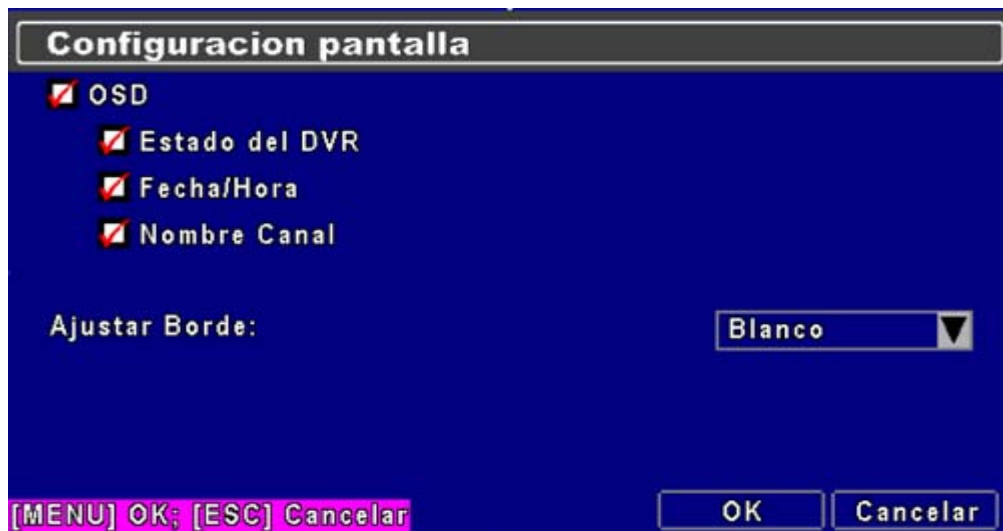 Configuracion pantalla
OSD
Estado del DVR
Fecha/Hora
Nombre Canal
Ajustar Borde: Blanco
[MENU] OK; [ESC] Cancelar OK Cancelar